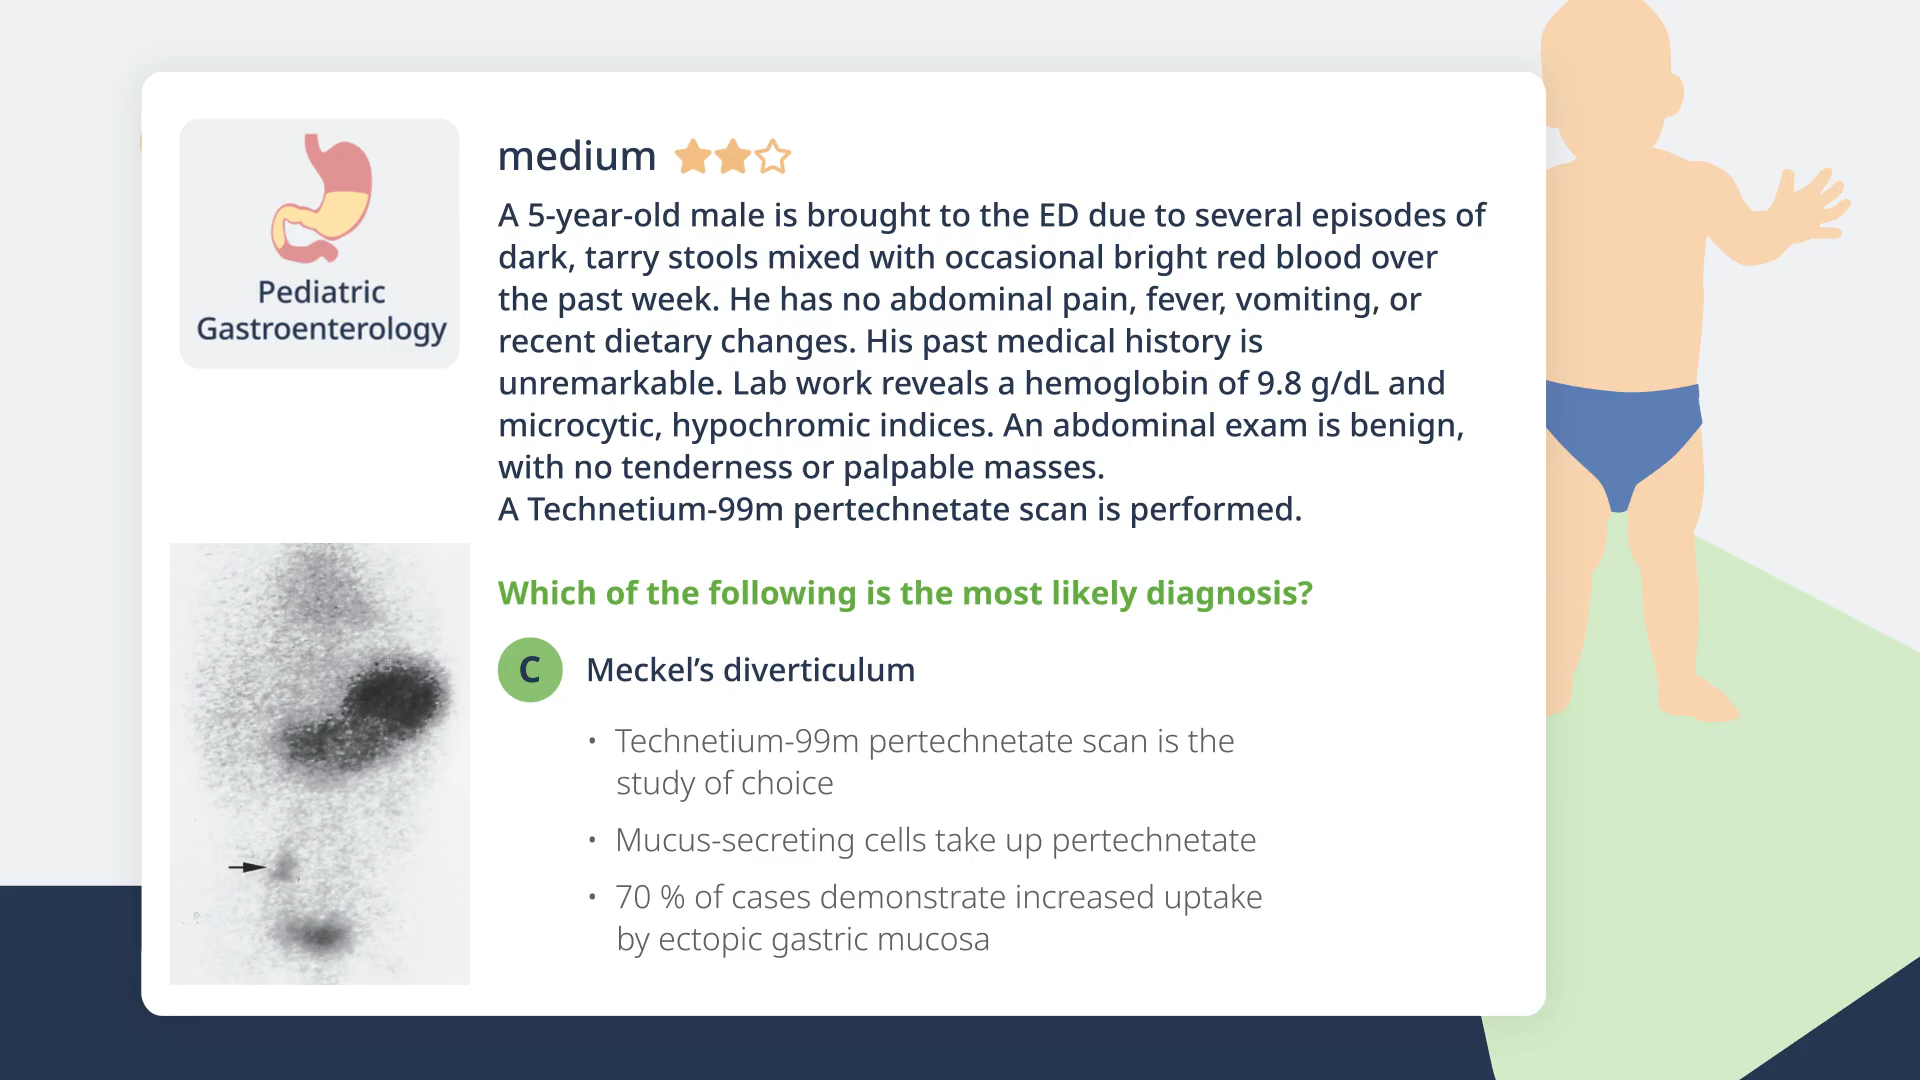 Pediatric
Gastroenterology
medium
A 5-year-old male is brought to the ED due to several episodes of
dark, tarry stools mixed with occasional bright red blood over
the past week. He has no abdominal pain, fever, vomiting, or
recent dietary changes. His past medical history is
unremarkable. Lab work reveals a hemoglobin of 9.8 g/dL and
microcytic, hypochromic indices. An abdominal exam is benign,
with no tenderness or palpable masses.
A Technetium-99m pertechnetate scan is performed.
Which of the following is the most likely diagnosis?
C Meckel’s diverticulum
• Technetium-99m pertechnetate scan is the
study of choice
• Mucus-secreting cells take up pertechnetate
• 70 % of cases demonstrate increased uptake
by ectopic gastric mucosa